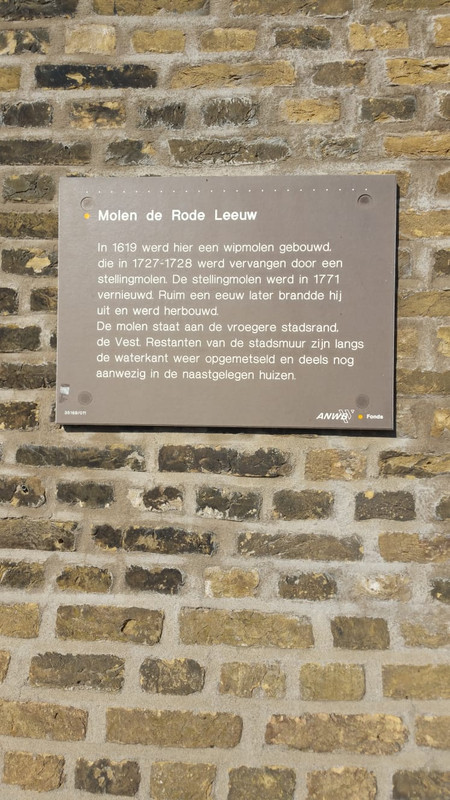 Molen de Rode Leeuw
In 1619 werd hier een wipmolen gebouwd,
die in 1727-1728 werd vervangen door een
stellingmolen. De stellingmolen werd in 1771
vernieuwd. Ruim een eeuw later brandde hij
uit en werd herbouwd.
De molen staat aan de vroegere stadsrand,
de Vest. Restanten van de stadsmuur zijn langs
de waterkant weer opgemetseld en deels nog
aanwezig in de naastgelegen huizen.
ANWB Fonds